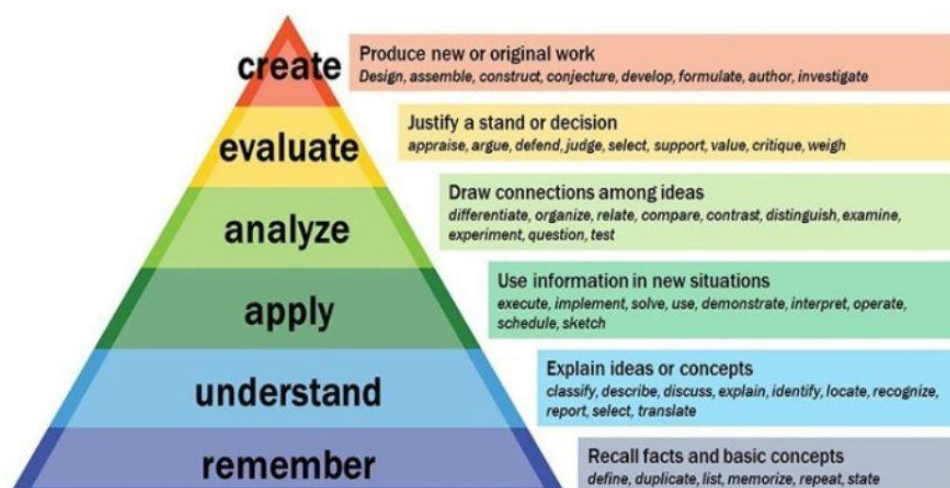 create
Produce new or original work
Design, assemble, construct, conjecture, develop, formulate, author, investigate
evaluate
Justify a stand or decision
appraise, argue, defend, judge, select, support, value, critique, weigh
analyze
Draw connections among ideas
differentiate, organize, relate, compare, contrast, distinguish, examine,
experiment, question, test
apply
Use information in new situations
execute, implement, solve, use, demonstrate, interpret, operate,
schedule, sketch
understand
Explain ideas or concepts
classify, describe, discuss, explain, identify, locate, recognize,
report, select, translate
remember
Recall facts and basic concepts
define, duplicate, list, memorize, repeat, state